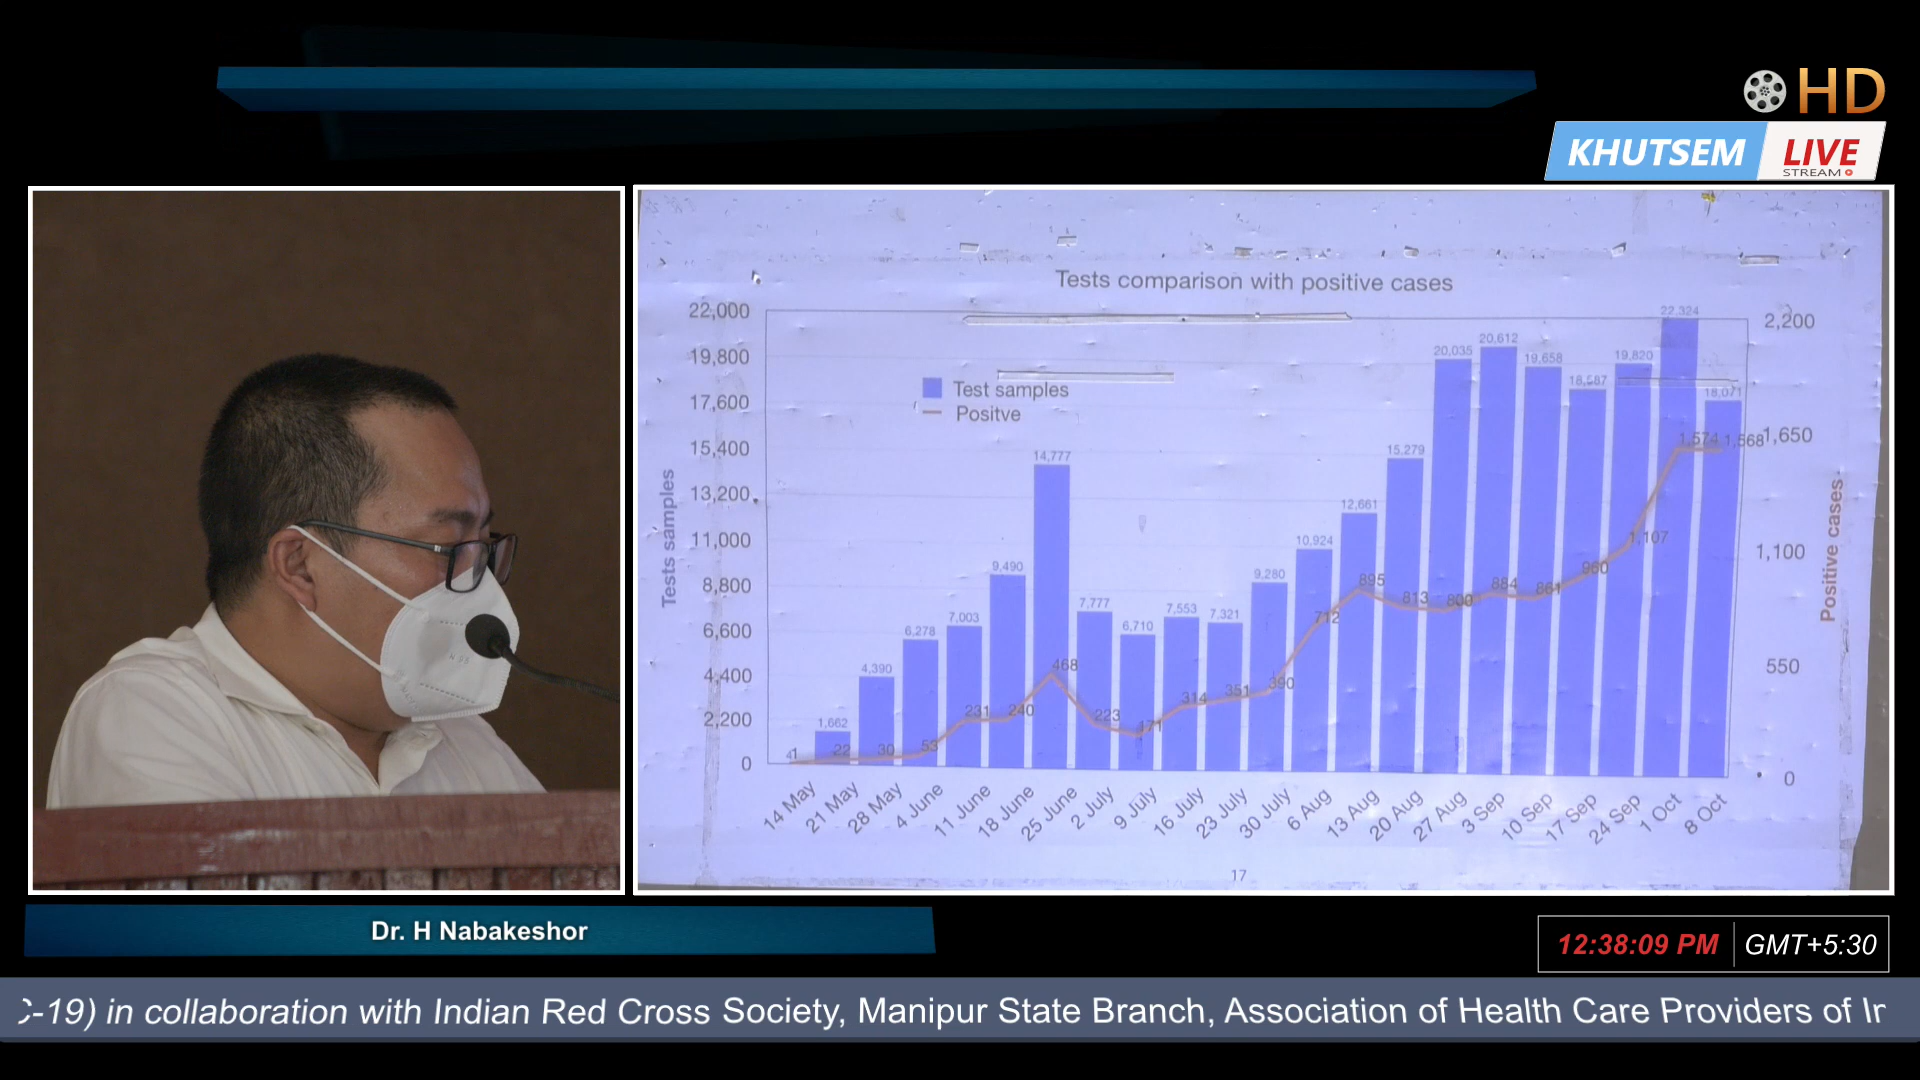 HD
KHUTSEM LIVE
STREAM
Tests comparison with positive cases
22,000
19,800
17,600
15,400
13,200
11,000
8,800
6,600
4,400
2,200
0
Tests samples
Test samples
Positve
2,200
1,650
1,100
550
0
Positive cases
1,662
4,390
6,278
7,003
9,490
14,777
7,777
6,710
7,553
7,321
9,280
10,924
12,661
15,279
20,035
20,612
19,658
18,587
19,820
22,324
18,071
22
30
53
231
240
468
223
171
314
351
390
712
895
813
800
884
861
960
1,107
1,574
1,568
14 May
21 May
28 May
4 June
11 June
18 June
25 June
2 July
9 July
16 July
23 July
30 July
6 Aug
13 Aug
20 Aug
27 Aug
3 Sep
10 Sep
17 Sep
24 Sep
1 Oct
8 Oct
17
N 95
Dr. H Nabakeshor
12:38:09 PM GMT+5:30
-19) in collaboration with Indian Red Cross Society, Manipur State Branch, Association of Health Care Providers of